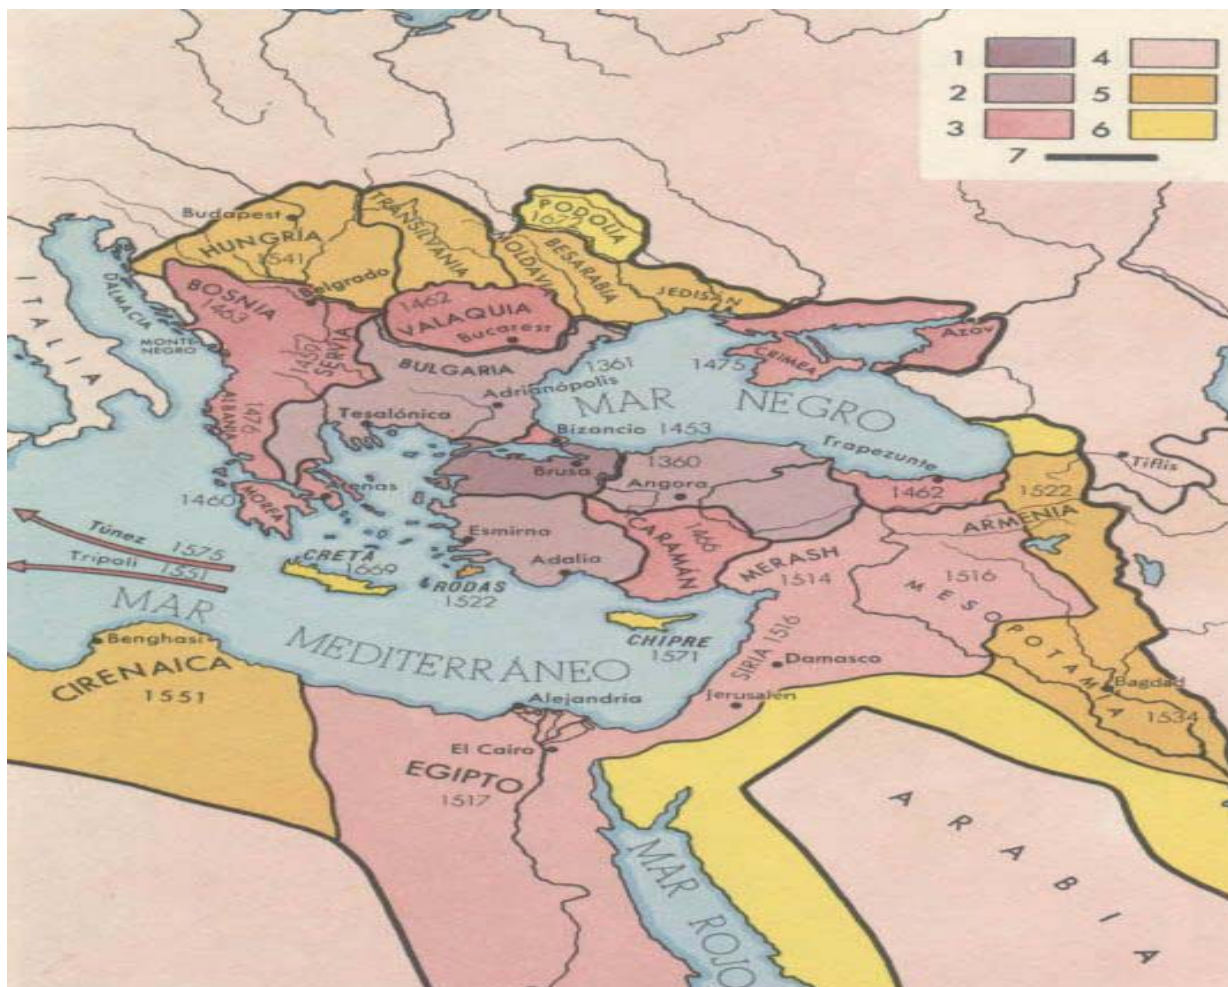 1
4
2
5
3
6
7
PODOLIA
1672
Budapest
TRANSILVANIA
HUNGRÍA
1541
MOLDAVIA
BESARABIA
JEDISÁN
Belgrado
ITALIA
DALMACIA
BOSNIA
1463
1462
VALAQUIA
Bucarest
Azov
MONTE-
NEGRO
SERVIA
1457
BULGARIA
1361
1475
CRIMEA
Adrianópolis
MAR NEGRO
ALBANIA
1476
Tesalónica
Bizancio 1453
Trapezunte
Tiflis
Brusa
1360
Angora
1462
1522
ARMENIA
Atenas
1460
MOREA
Esmirna
Adalia
CARAMÁN
1466
MERASH
1514
1516
MESOPOTAMIA
Túnez 1575
Trípoli 1551
CRETA
1669
RODAS
1522
CHIPRE
1571
MAR
MEDITERRÁNEO
SIRIA 1516
Damasco
Bagdad
1534
Benghasi
CIRENAICA
1551
Alejandría
Jerusalén
El Cairo
EGIPTO
1517
ARABIA
MAR ROJO